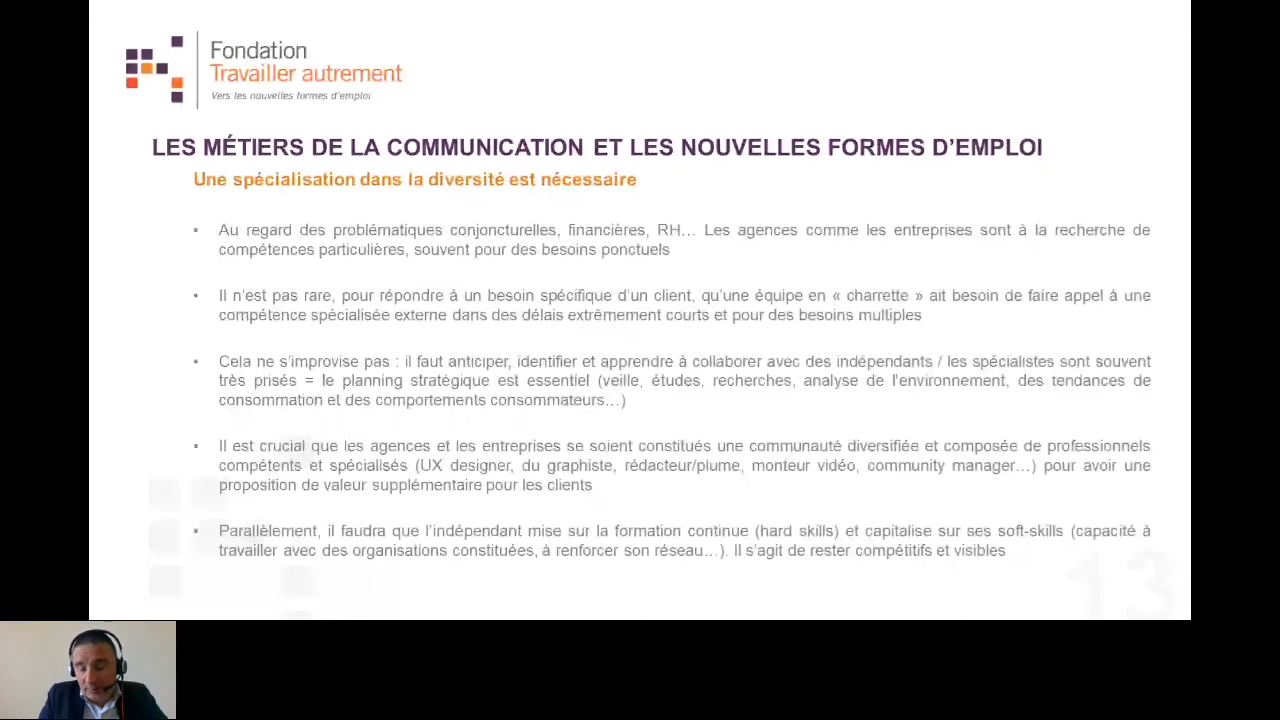 Fondation
Travailler autrement
Vers les nouvelles formes d'emploi
LES MÉTIERS DE LA COMMUNICATION ET LES NOUVELLES FORMES D’EMPLOI
Une spécialisation dans la diversité est nécessaire
▪ Au regard des problématiques conjoncturelles, financières, RH… Les agences comme les entreprises sont à la recherche de
compétences particulières, souvent pour des besoins ponctuels
▪ Il n’est pas rare, pour répondre à un besoin spécifique d’un client, qu’une équipe en « charrette » ait besoin de faire appel à une
compétence spécialisée externe dans des délais extrêmement courts et pour des besoins multiples
▪ Cela ne s’improvise pas : il faut anticiper, identifier et apprendre à collaborer avec des indépendants / les spécialistes sont souvent
très prisés = le planning stratégique est essentiel (veille, études, recherches, analyse de l’environnement, des tendances de
consommation et des comportements consommateurs…)
▪ Il est crucial que les agences et les entreprises se soient constitués une communauté diversifiée et composée de professionnels
compétents et spécialisés (UX designer, du graphiste, rédacteur/plume, monteur vidéo, community manager…) pour avoir une
proposition de valeur supplémentaire pour les clients
▪ Parallèlement, il faudra que l’indépendant mise sur la formation continue (hard skills) et capitalise sur ses soft-skills (capacité à
travailler avec des organisations constituées, à renforcer son réseau…). Il s’agit de rester compétitifs et visibles
13